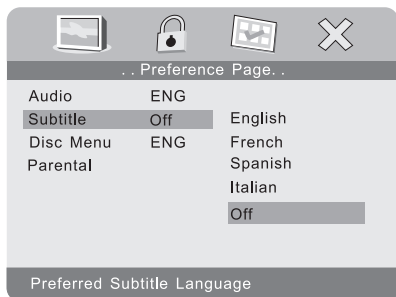 . . Preference Page. .
Audio ENG
Subtitle Off English
Disc Menu ENG French
Parental Spanish
Italian
Off
Preferred Subtitle Language